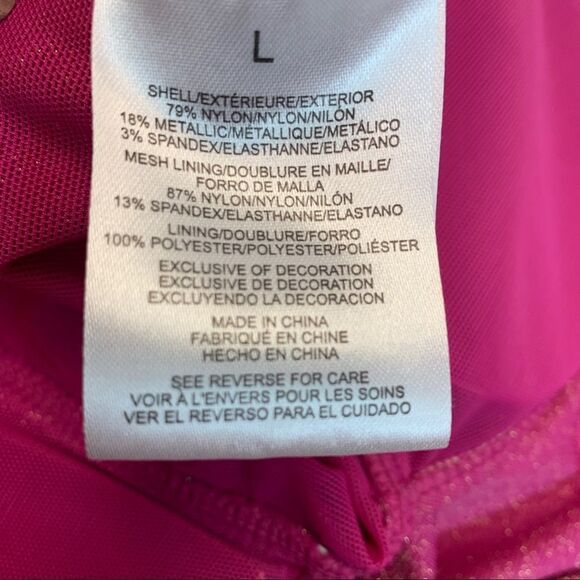 L
SHELL/EXTÉRIEURE/EXTERIOR
79% NYLON/NYLON/NILÓN
18% METALLIC/MÉTALLIQUE/METÁLICO
3% SPANDEX/ELASTHANNE/ELASTANO
MESH LINING/DOUBLURE EN MAILLE/
FORRO DE MALLA
87% NYLON/NYLON/NILÓN
13% SPANDEX/ELASTHANNE/ELASTANO
LINING/DOUBLURE/FORRO
100% POLYESTER/POLYESTER/POLIÉSTER
EXCLUSIVE OF DECORATION
EXCLUSIVE DE DECORATION
EXCLUYENDO LA DECORACION
MADE IN CHINA
FABRIQUÉ EN CHINE
HECHO EN CHINA
SEE REVERSE FOR CARE
VOIR À L'ENVERS POUR LES SOINS
VER EL REVERSO PARA EL CUIDADO